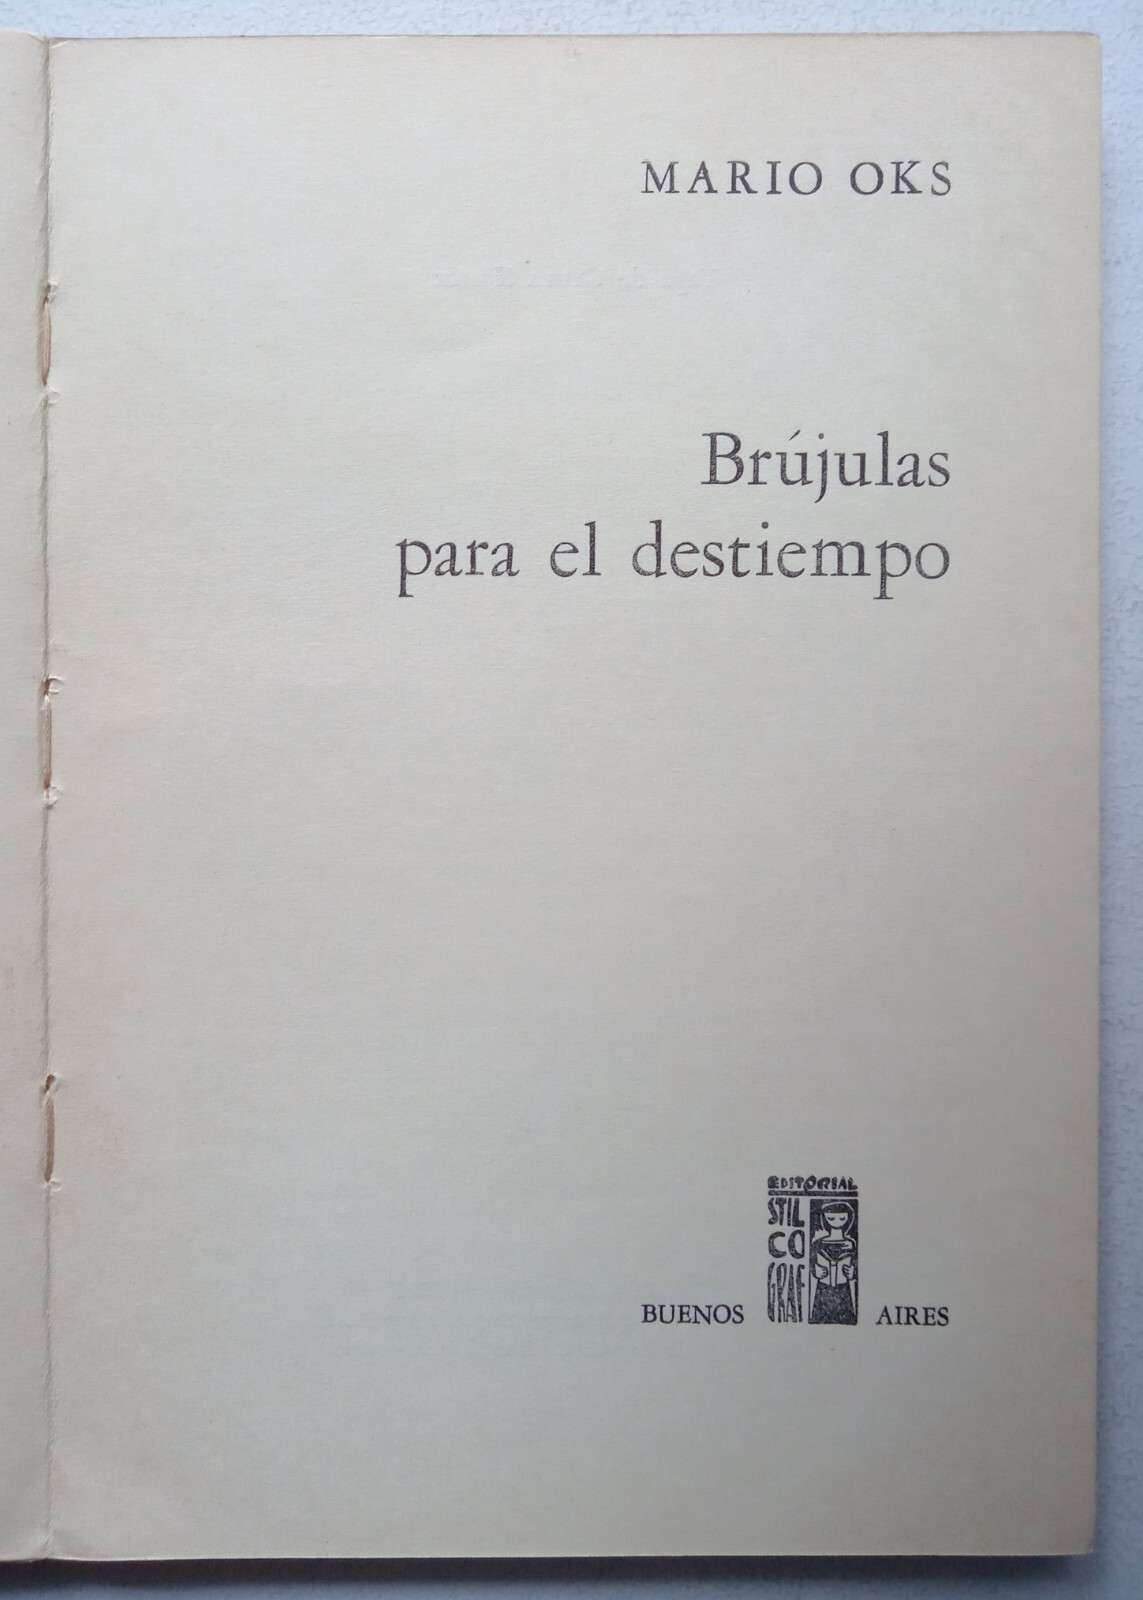 MARIO OKS
Brújulas
para el destiempo
EDITORIAL
STIL
CO
GRAF
BUENOS AIRES